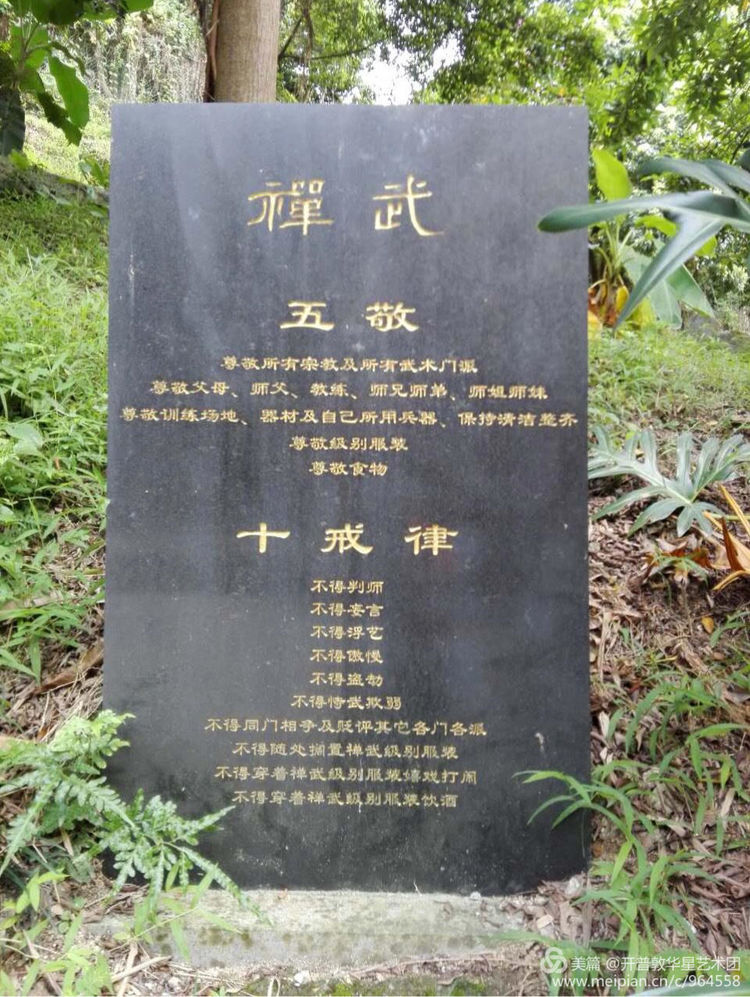 禪武
五敬
尊敬所有宗教及所有武术门派
尊敬父母、师父、教练、师兄师弟、师姐师妹
尊敬训练场地、器材及自己所用兵器、保持清洁整齐
尊敬级别服装
尊敬食物
十戒律
不得判师
不得妄言
不得浮艺
不得傲慢
不得盗劫
不得恃武欺弱
不得同门相争及贬评其它各门各派
不得随处搁置禅武级别服装
不得穿着禅武级别服装嬉戏打闹
不得穿着禅武级别服装饮酒
美篇 @开普敦华星艺术团
www.meipian.cn/c/964558